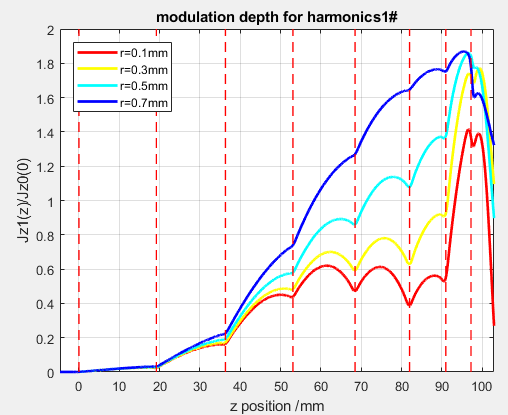 modulation depth for harmonics1#
r=0.1mm
r=0.3mm
r=0.5mm
r=0.7mm
Jz1(z)/Jz0(0)
2
1.8
1.6
1.4
1.2
1
0.8
0.6
0.4
0.2
0
0 10 20 30 40 50 60 70 80 90 100
z position /mm